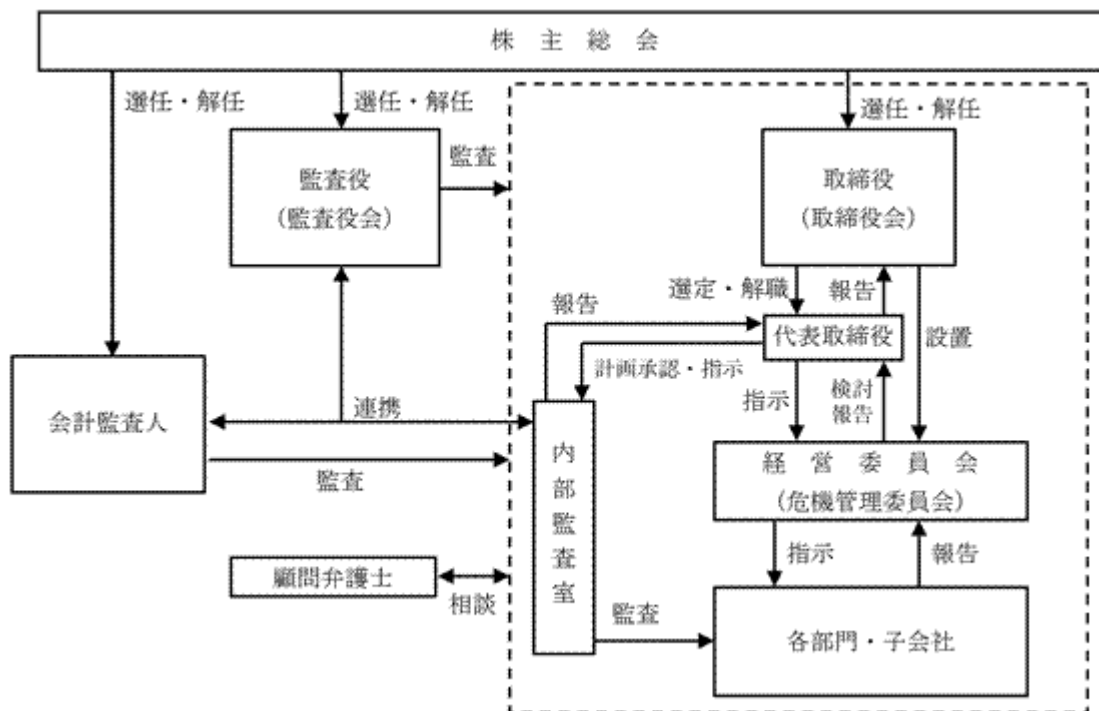 株主総会
選任・解任
選任・解任
選任・解任
監査役
(監査役会)
監査
取締役
(取締役会)
選定・解職
報告
報告
代表取締役
設置
計画承認・指示
会計監査人
連携
指示
検討
報告
監査
内部監査室
経営委員会
(危機管理委員会)
顧問弁護士
相談
指示
報告
監査
各部門・子会社